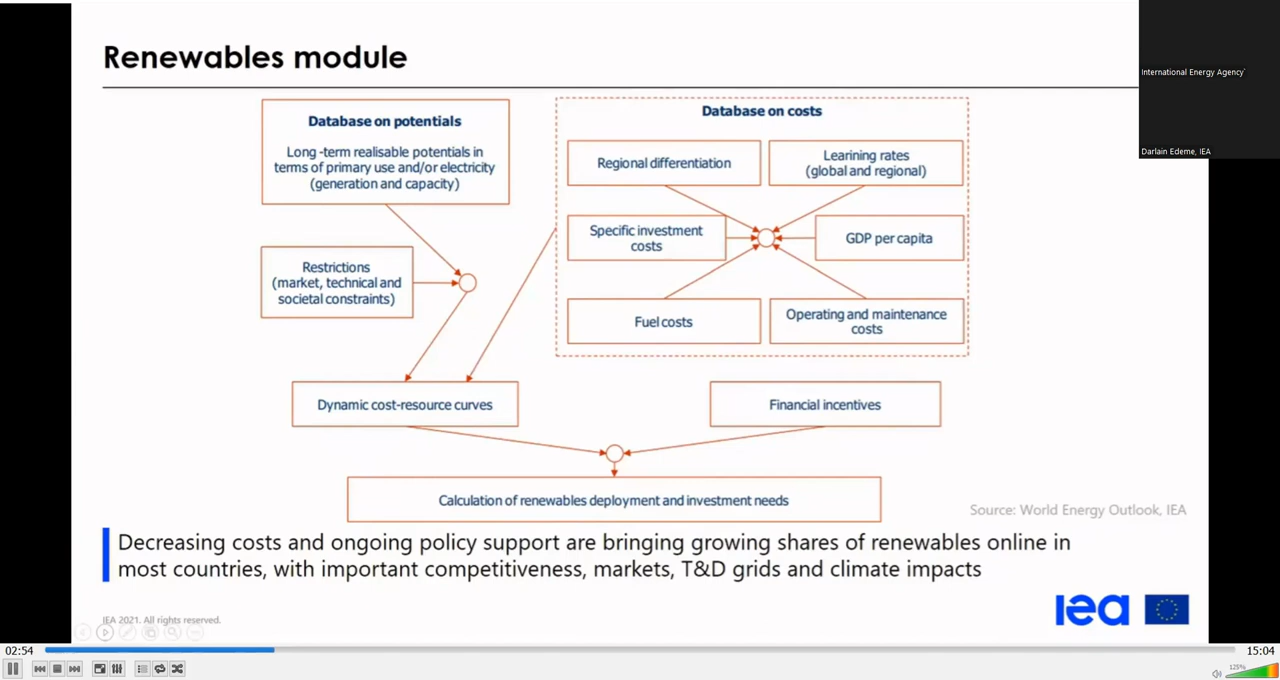 Renewables module
International Energy Agency
Darlain Edeme, IEA
Database on potentials
Long -term realisable potentials in
terms of primary use and/or electricity
(generation and capacity)
Restrictions
(market, technical and
societal constraints)
Database on costs
Regional differentiation
Learining rates
(global and regional)
Specific investment
costs
GDP per capita
Fuel costs
Operating and maintenance
costs
Dynamic cost-resource curves
Financial incentives
Calculation of renewables deployment and investment needs
Source: World Energy Outlook, IEA
Decreasing costs and ongoing policy support are bringing growing shares of renewables online in
most countries, with important competitiveness, markets, T&D grids and climate impacts
iea
IEA 2021. All rights reserved.
02:54
15:04
125%